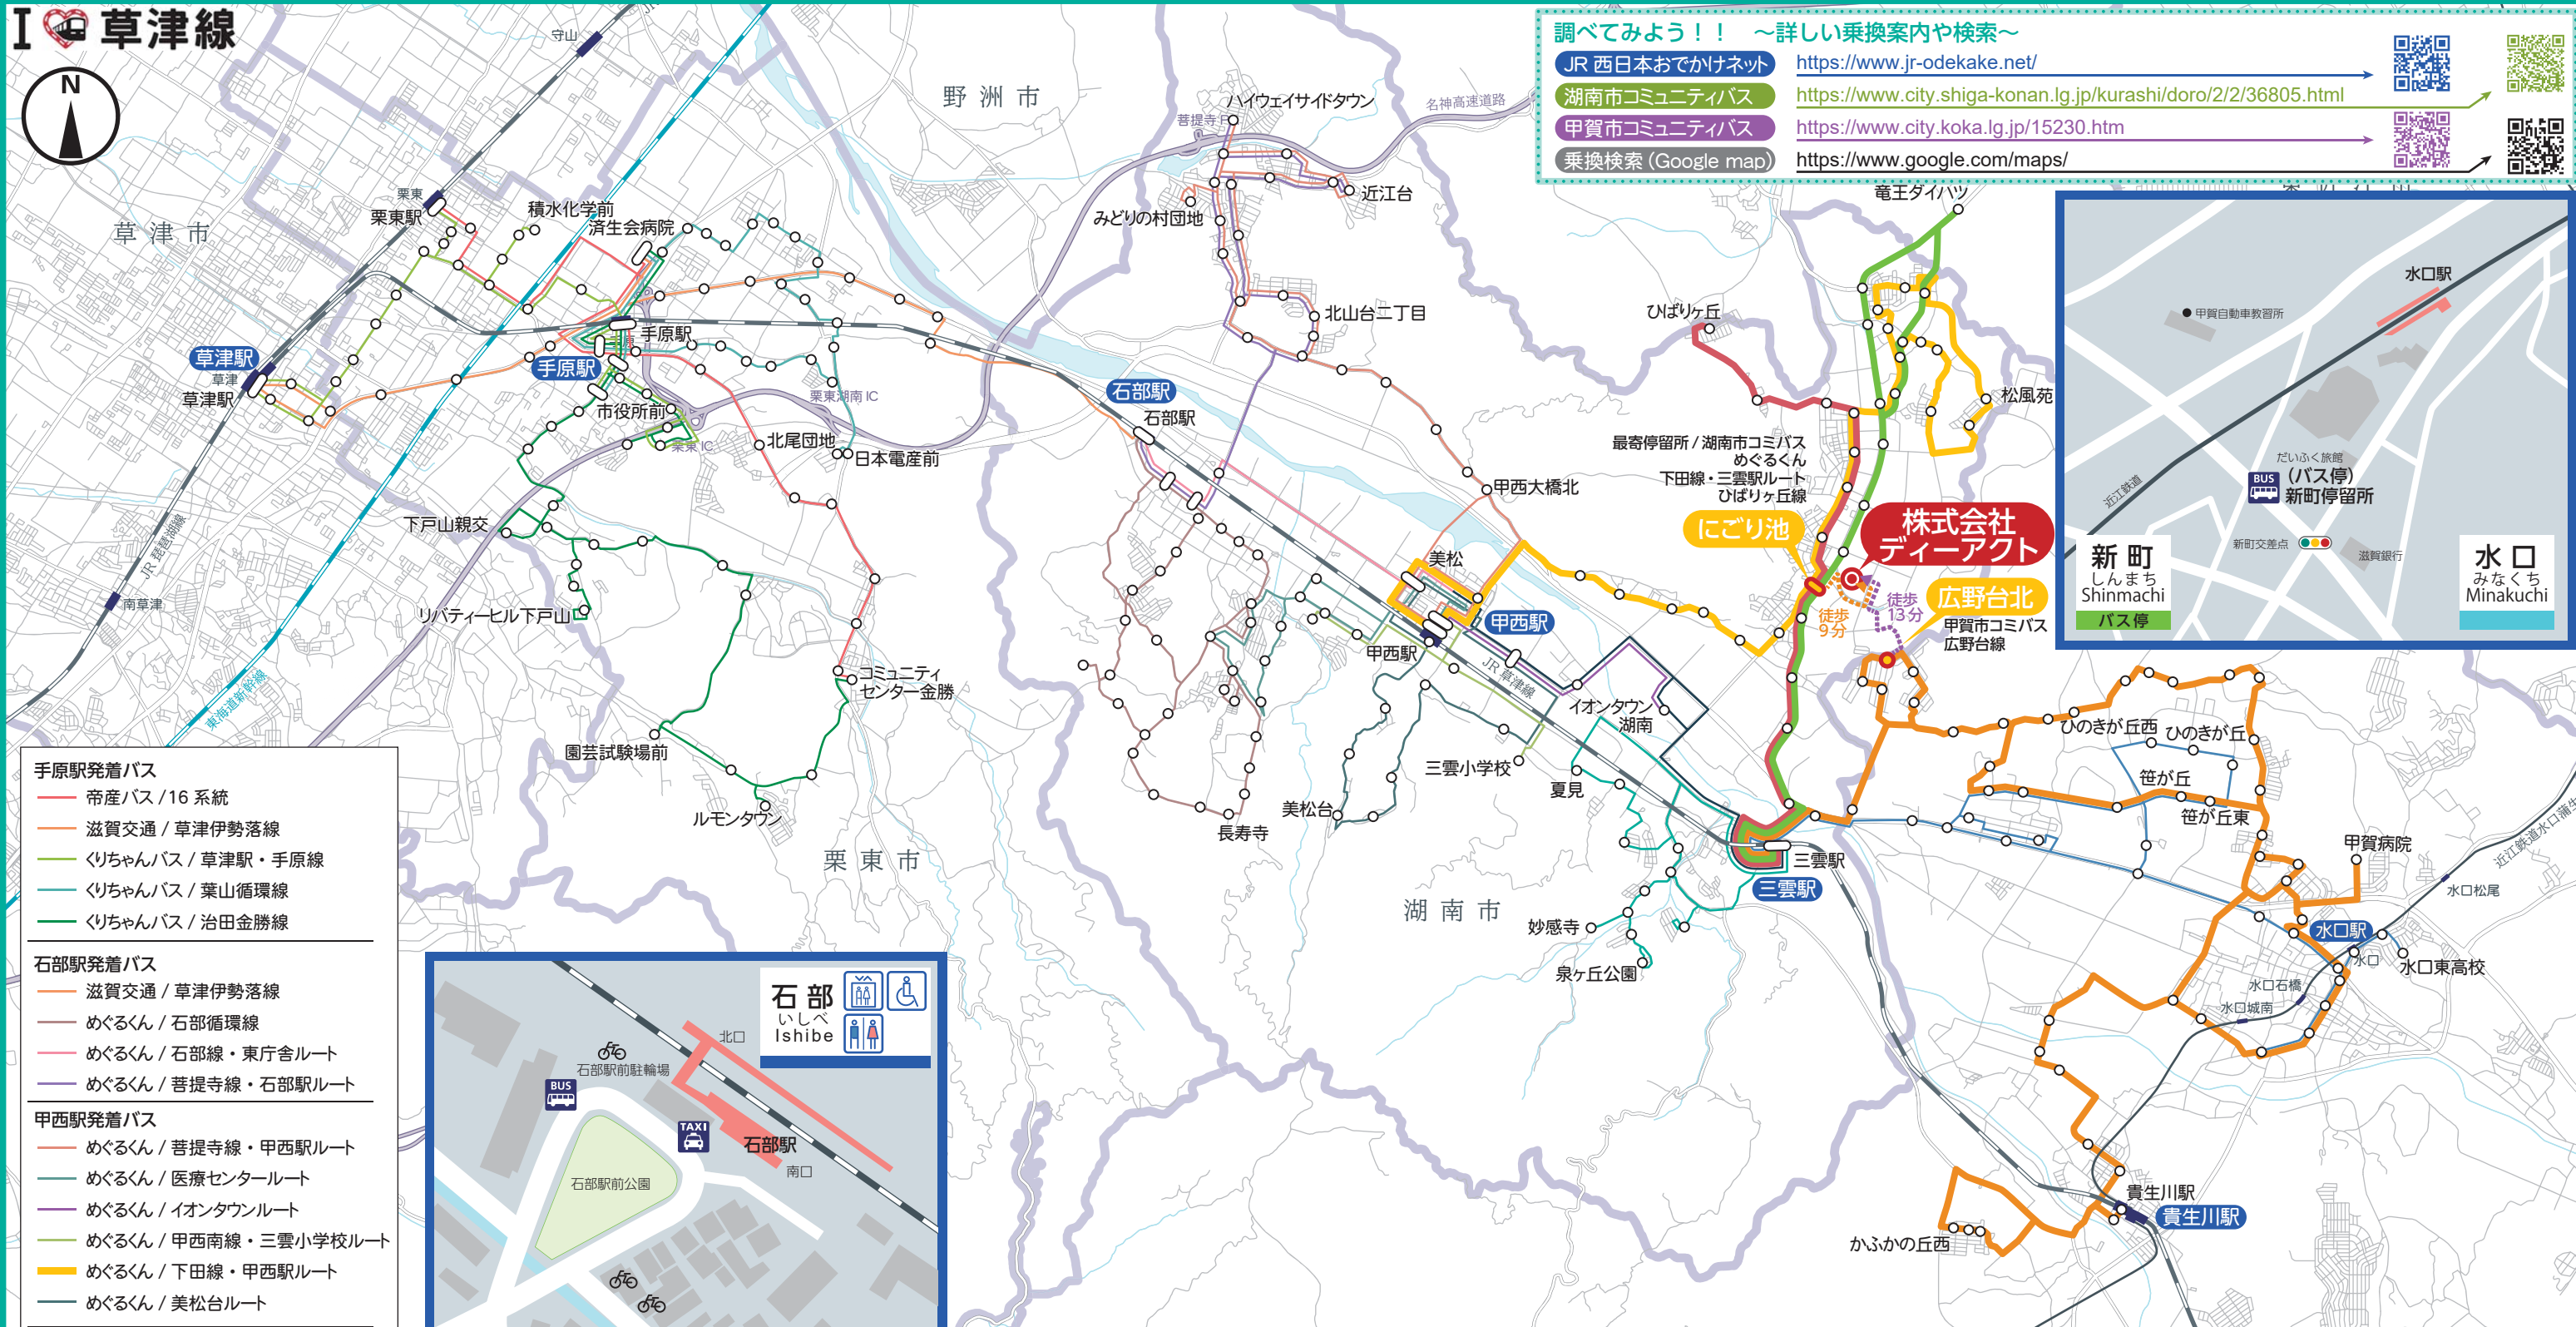 I 草津線
N
調べてみよう！！ ～詳しい乗換案内や検索～
JR 西日本おでかけネット https://www.jr-odekake.net/
湖南市コミュニティバス https://www.city.shiga-konan.lg.jp/kurashi/doro/2/2/36805.html
甲賀市コミュニティバス https://www.city.koka.lg.jp/15230.htm
乗換検索 (Google map) https://www.google.com/maps/
守山
野洲市
ハイウェイサイドタウン
名神高速道路
菩提寺
近江台
みどりの村団地
竜王ダイハツ
栗東
栗東駅
積水化学前
済生会病院
草津市
北山台二丁目
ひばりヶ丘
手原駅
手原駅
草津駅
草津
草津駅
市役所前
栗東湖南 IC
栗東 IC
北尾団地
日本電産前
石部駅
石部駅
松風苑
最寄停留所 / 湖南市コミバス
めぐるくん
下田線・三雲駅ルート
ひばりヶ丘線
甲西大橋北
にごり池
株式会社
ディーアクト
広野台北
甲賀市コミバス
広野台線
徒歩
9分
徒歩
13分
下戸山親交
JR 琵琶湖線
南草津
リバティーヒル下戸山
東海道新幹線
美松
甲西駅
甲西駅
JR 草津線
コミュニティ
センター金勝
園芸試験場前
ルモンタウン
栗東市
イオンタウン
湖南
三雲小学校
夏見
美松台
長寿寺
ひのきが丘西
ひのきが丘
笹が丘
笹が丘東
甲賀病院
三雲駅
三雲駅
湖南市
妙感寺
泉ヶ丘公園
近江鉄道水口蒲生
水口松尾
水口駅
水口
水口東高校
水口石橋
水口城南
貴生川駅
貴生川駅
かふかの丘西
水口駅
甲賀自動車教習所
近江鉄道
だいふく旅館
BUS
(バス停)
新町停留所
新町交差点
滋賀銀行
新町
しんまち
Shinmachi
バス停
水口
みなくち
Minakuchi
手原駅発着バス
帝産バス /16 系統
滋賀交通 / 草津伊勢落線
くりちゃんバス / 草津駅・手原線
くりちゃんバス / 葉山循環線
くりちゃんバス / 治田金勝線
石部駅発着バス
滋賀交通 / 草津伊勢落線
めぐるくん / 石部循環線
めぐるくん / 石部線・東庁舎ルート
めぐるくん / 菩提寺線・石部駅ルート
甲西駅発着バス
めぐるくん / 菩提寺線・甲西駅ルート
めぐるくん / 医療センタールート
めぐるくん / イオンタウンルート
めぐるくん / 甲西南線・三雲小学校ルート
めぐるくん / 下田線・甲西駅ルート
めぐるくん / 美松台ルート
石部
いしべ
Ishibe
北口
石部駅前駐輪場
BUS
TAXI
石部駅
南口
石部駅前公園